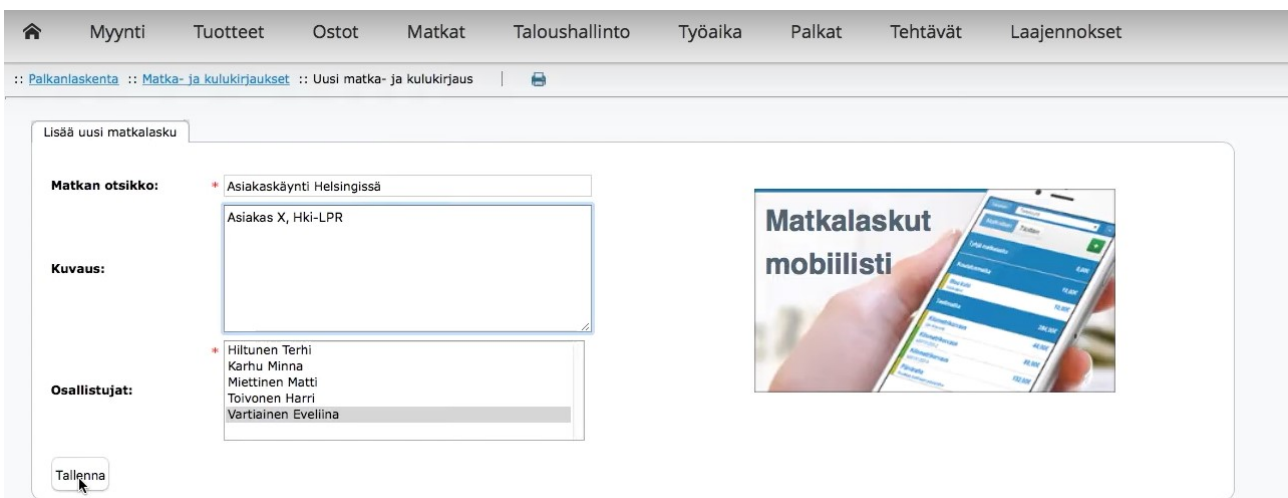 Myynti Tuotteet Ostot Matkat Taloushallinto Työaika Palkat Tehtävät Laajennokset
:: Palkanlaskenta :: Matka- ja kulukirjaukset :: Uusi matka- ja kulukirjaus |
Lisää uusi matkalasku
Matkan otsikko: * Asiakaskäynti Helsingissä
Kuvaus:
Asiakas X, Hki-LPR
Osallistujat: *
Hiltunen Terhi
Karhu Minna
Miettinen Matti
Toivonen Harri
Vartiainen Eveliina
Tallenna
Matkalaskut
mobiilisti